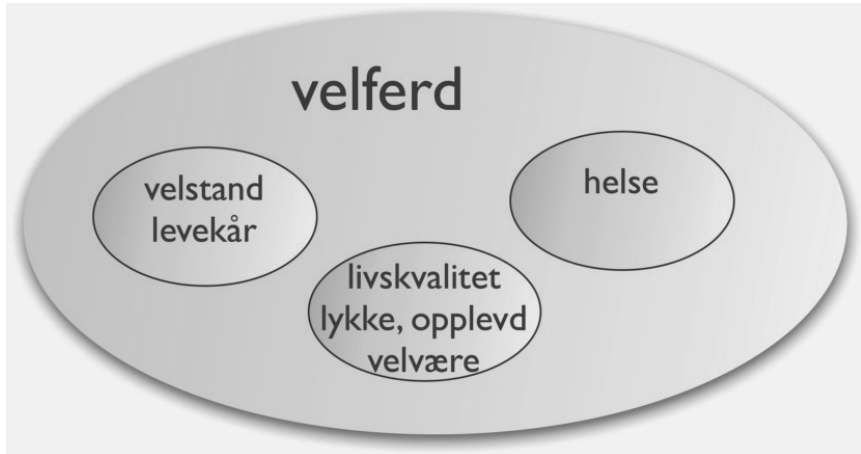 velferd
velstand
levekår
helse
livskvalitet
lykke, opplevd
velvære